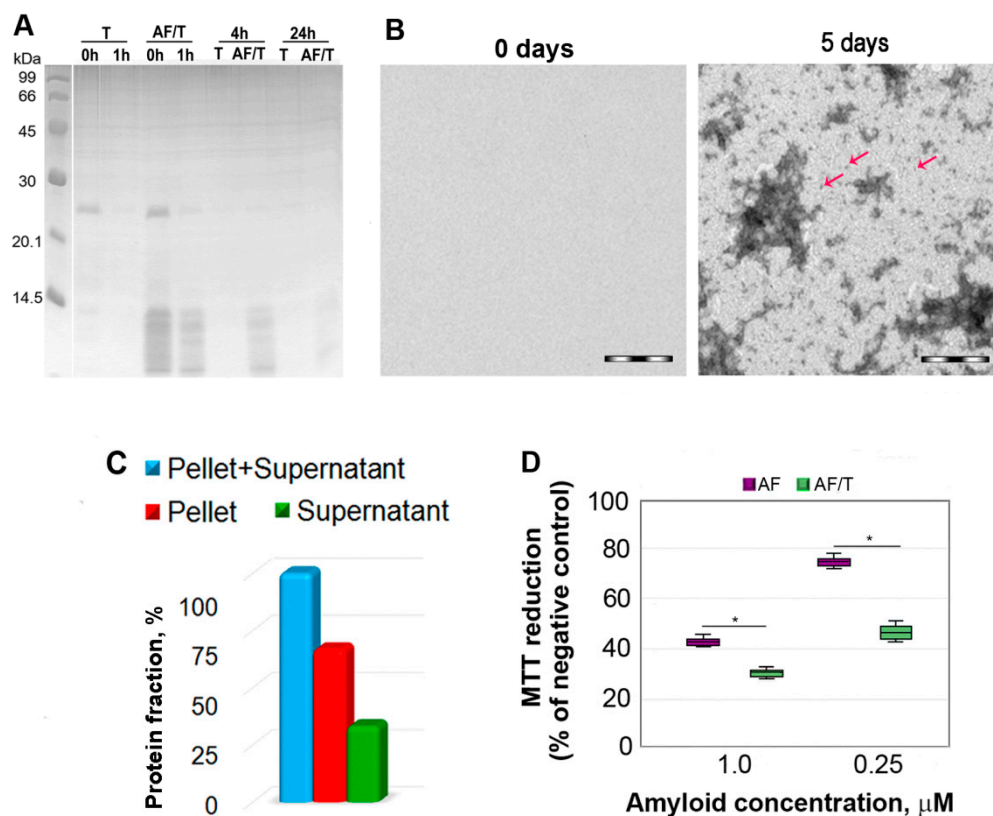 A
T AF/T 4h 24h
kDa 0h 1h 0h 1h T AF/T T AF/T
99
66
45
30
20.1
14.5
B
0 days 5 days
C
Pellet+Supernatant
Pellet Supernatant
Protein fraction, %
100
75
50
25
0
D
AF AF/T
MTT reduction
(% of negative control)
100
80
60
40
20
0
* *
1.0 0.25
Amyloid concentration, μM